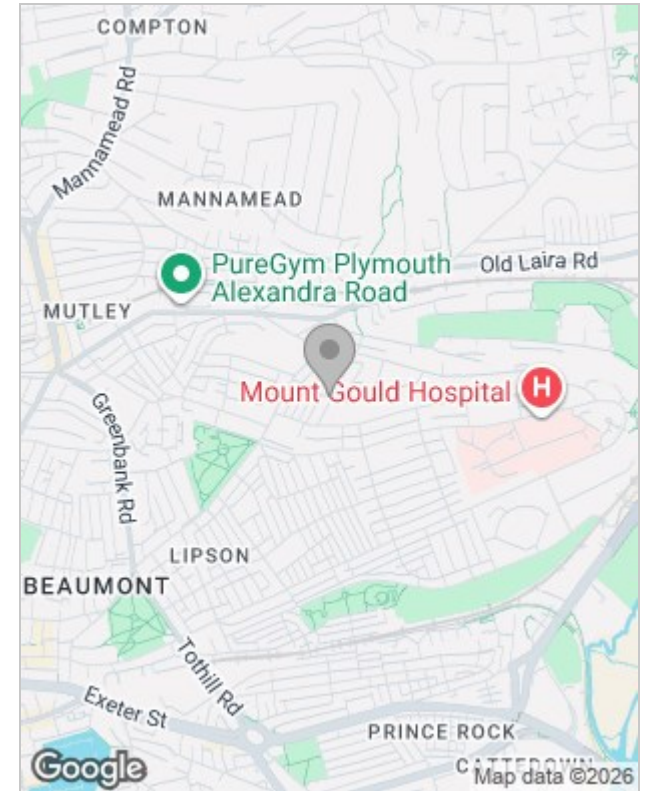 COMPTON
Mannamead Rd
MANNAMEAD
PureGym Plymouth
Alexandra Road
Old Laira Rd
MUTLEY
Mount Gould Hospital
H
Greenbank Rd
LIPSON
BEAUMONT
Tothill Rd
Exeter St
PRINCE ROCK
CATTEDOWN
Google
Map data ©2026